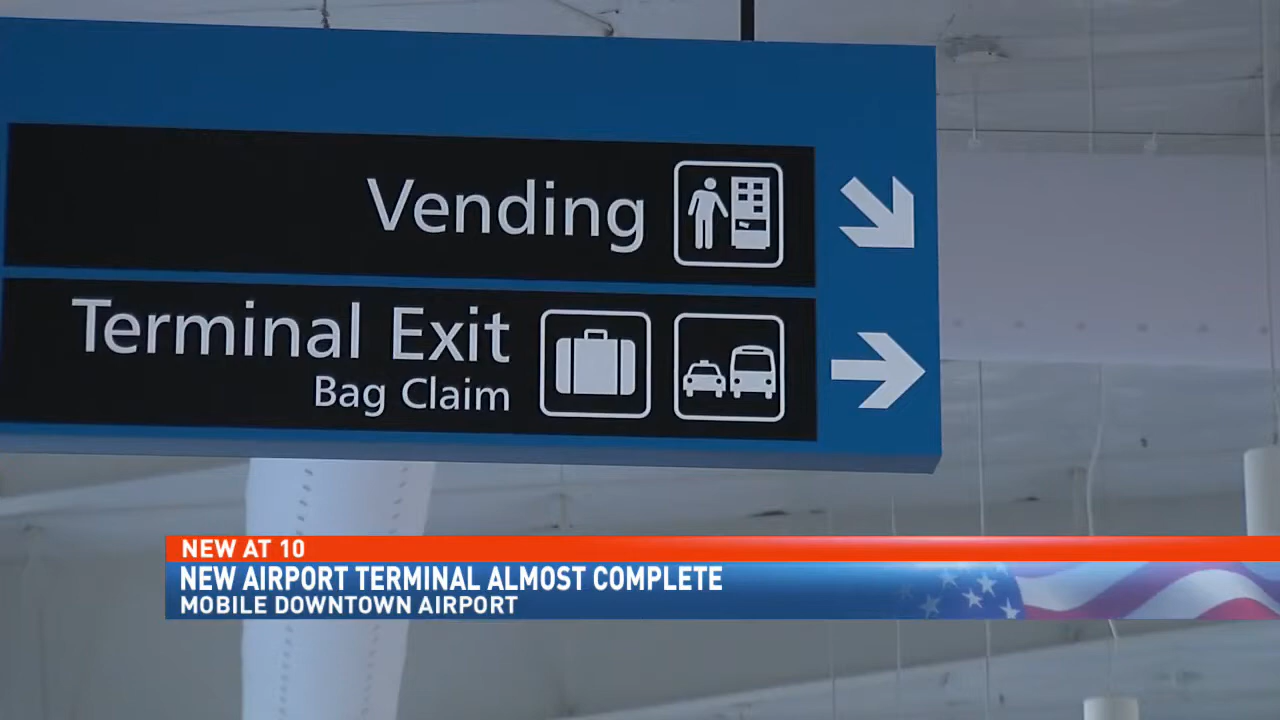 Vending
Terminal Exit
Bag Claim
NEW AT 10
NEW AIRPORT TERMINAL ALMOST COMPLETE
MOBILE DOWNTOWN AIRPORT